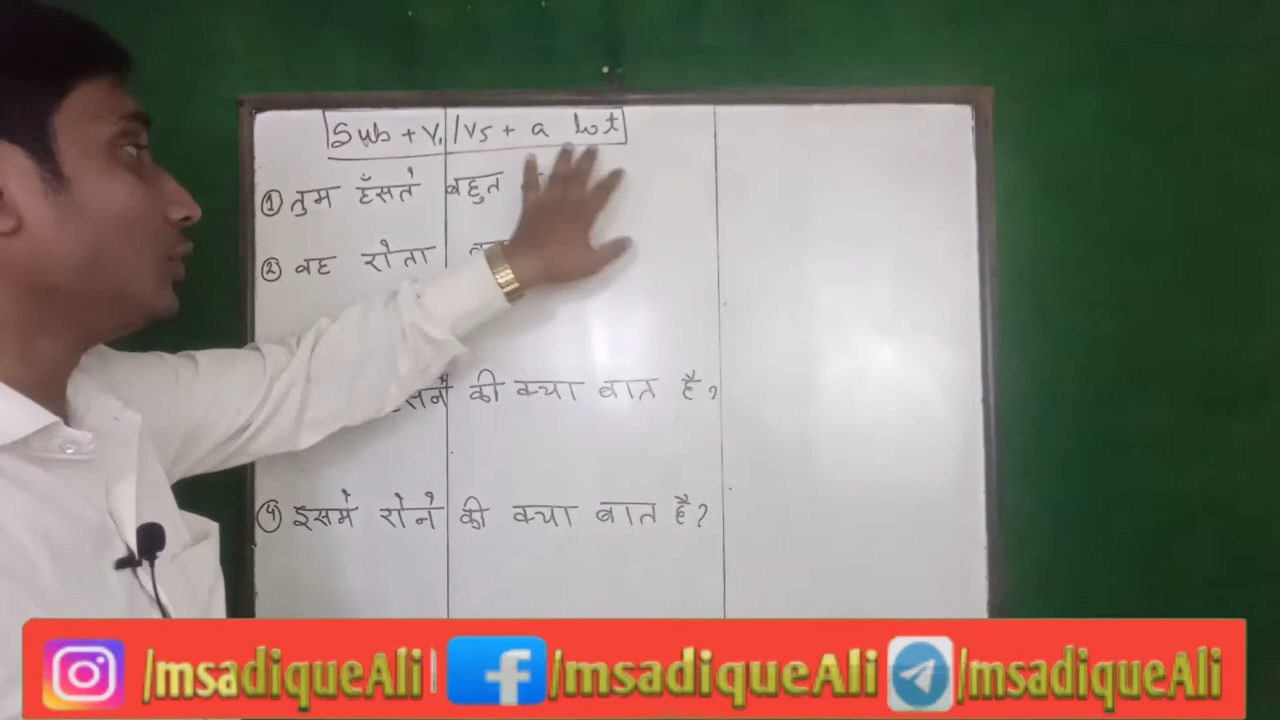 Sub + V₁/V5 + a lot
① तुम हँसते बहुत
② वह रोता
की क्या बात है?
④ इसमें रोने की क्या बात है?
/msadiqueAli /msadiqueAli /msadiqueAli